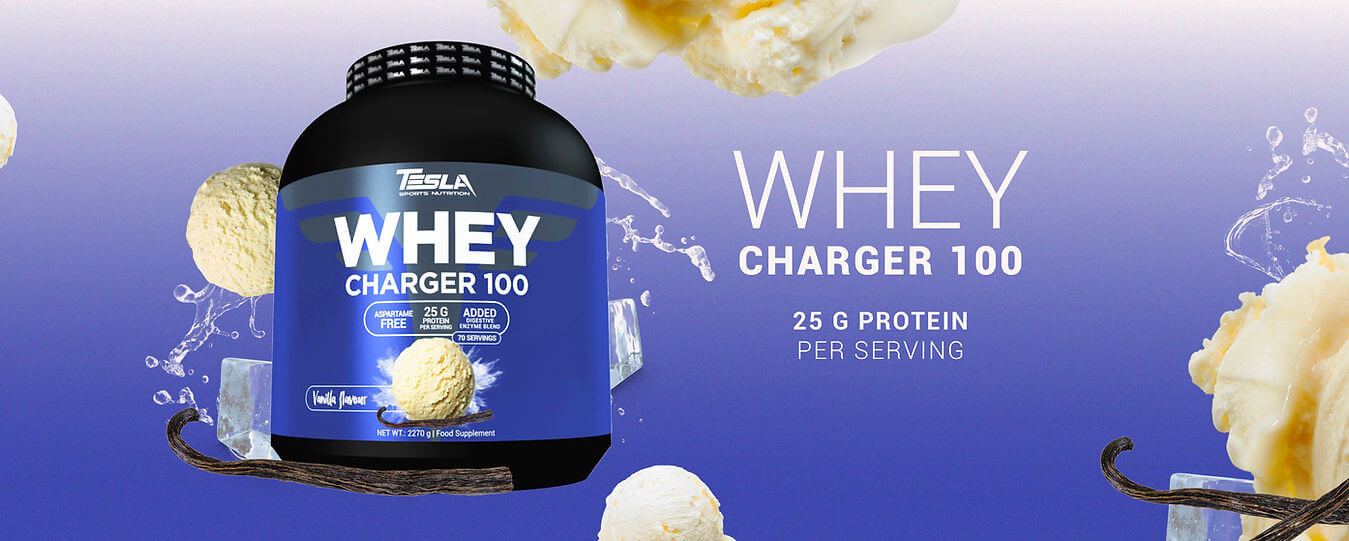 TESLA
SPORTS NUTRITION
WHEY
CHARGER 100
ASPARTAME
FREE
25 G
PROTEIN
PER SERVING
ADDED
DIGESTIVE
ENZYME BLEND
70 SERVINGS
Vanilla flavour
NET WT.: 2270 g | Food Supplement
WHEY
CHARGER 100
25 G PROTEIN
PER SERVING